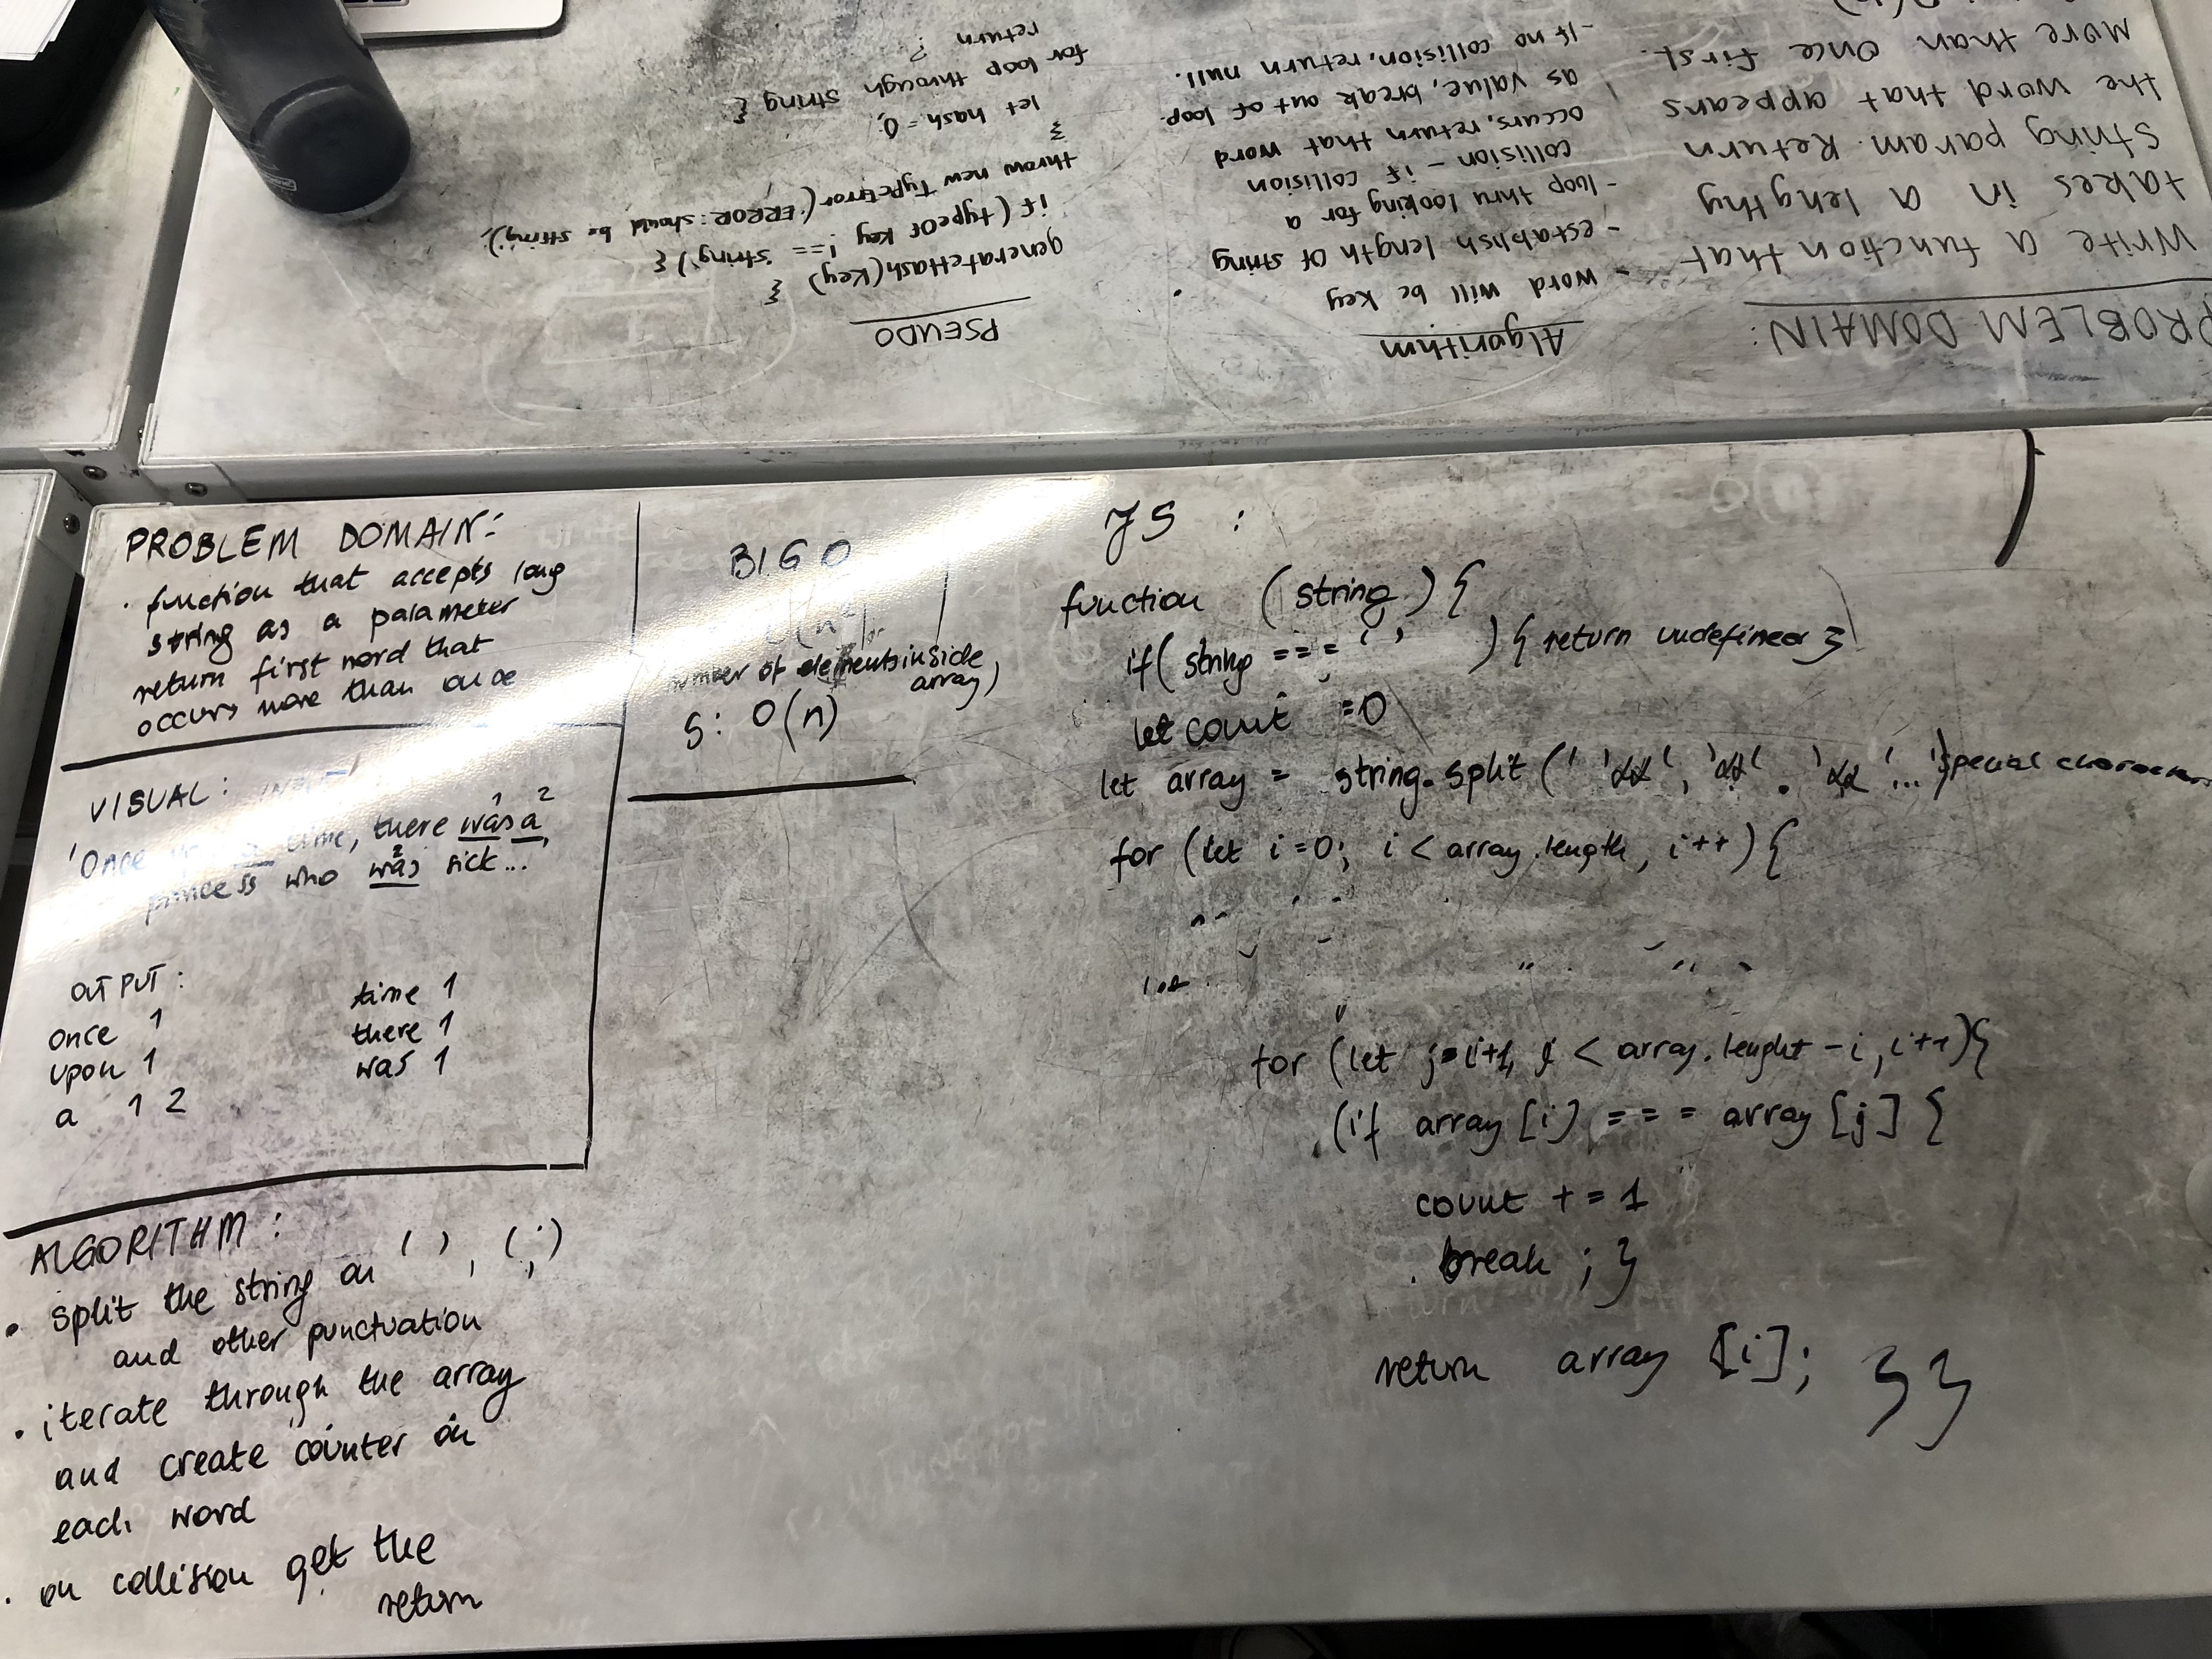 PROBLEM DOMAIN:
Write a function that
takes in a lengthy
string param. Return
the word that appears
more than once first.
Algorithm
- word will be key
- establish length of string
- loop thru looking for a
collision - if collision
occurs, return that word
as value, break out of loop.
- If no collision, return null.
PSEUDO
generateHash(key) {
if (typeof key !== 'string') {
throw new TypeError('ERROR: should be string');
}
let hash = 0;
for loop through string {
return ?
PROBLEM DOMAIN:
· function that accepts long
string as a parameter
return first word that
occurs more than once
VISUAL:
'Once a time, there was a
1 2
princess who was sick...'
2
OUTPUT:
once 1
upon 1
a 1 2
time 1
there 1
was 1
ALGORITHM:
• split the string on ( ) , ( ; )
and other punctuation
• iterate through the array
and create counter on
each word
· on collision get the
return
BIG O
O(n²)
number of elements inside
array)
S: O(n)
JS :
function (string) {
if( string === ' ' ) { return undefined }
let count =0
let array = string.split (' ' special characters
for (let i=0; i < array.length, i++) {
for (let j=i+1, j < array.lenght - i, i++){
(if array [i] === array [j] {
count += 1
break ; }
return array [i]; } }